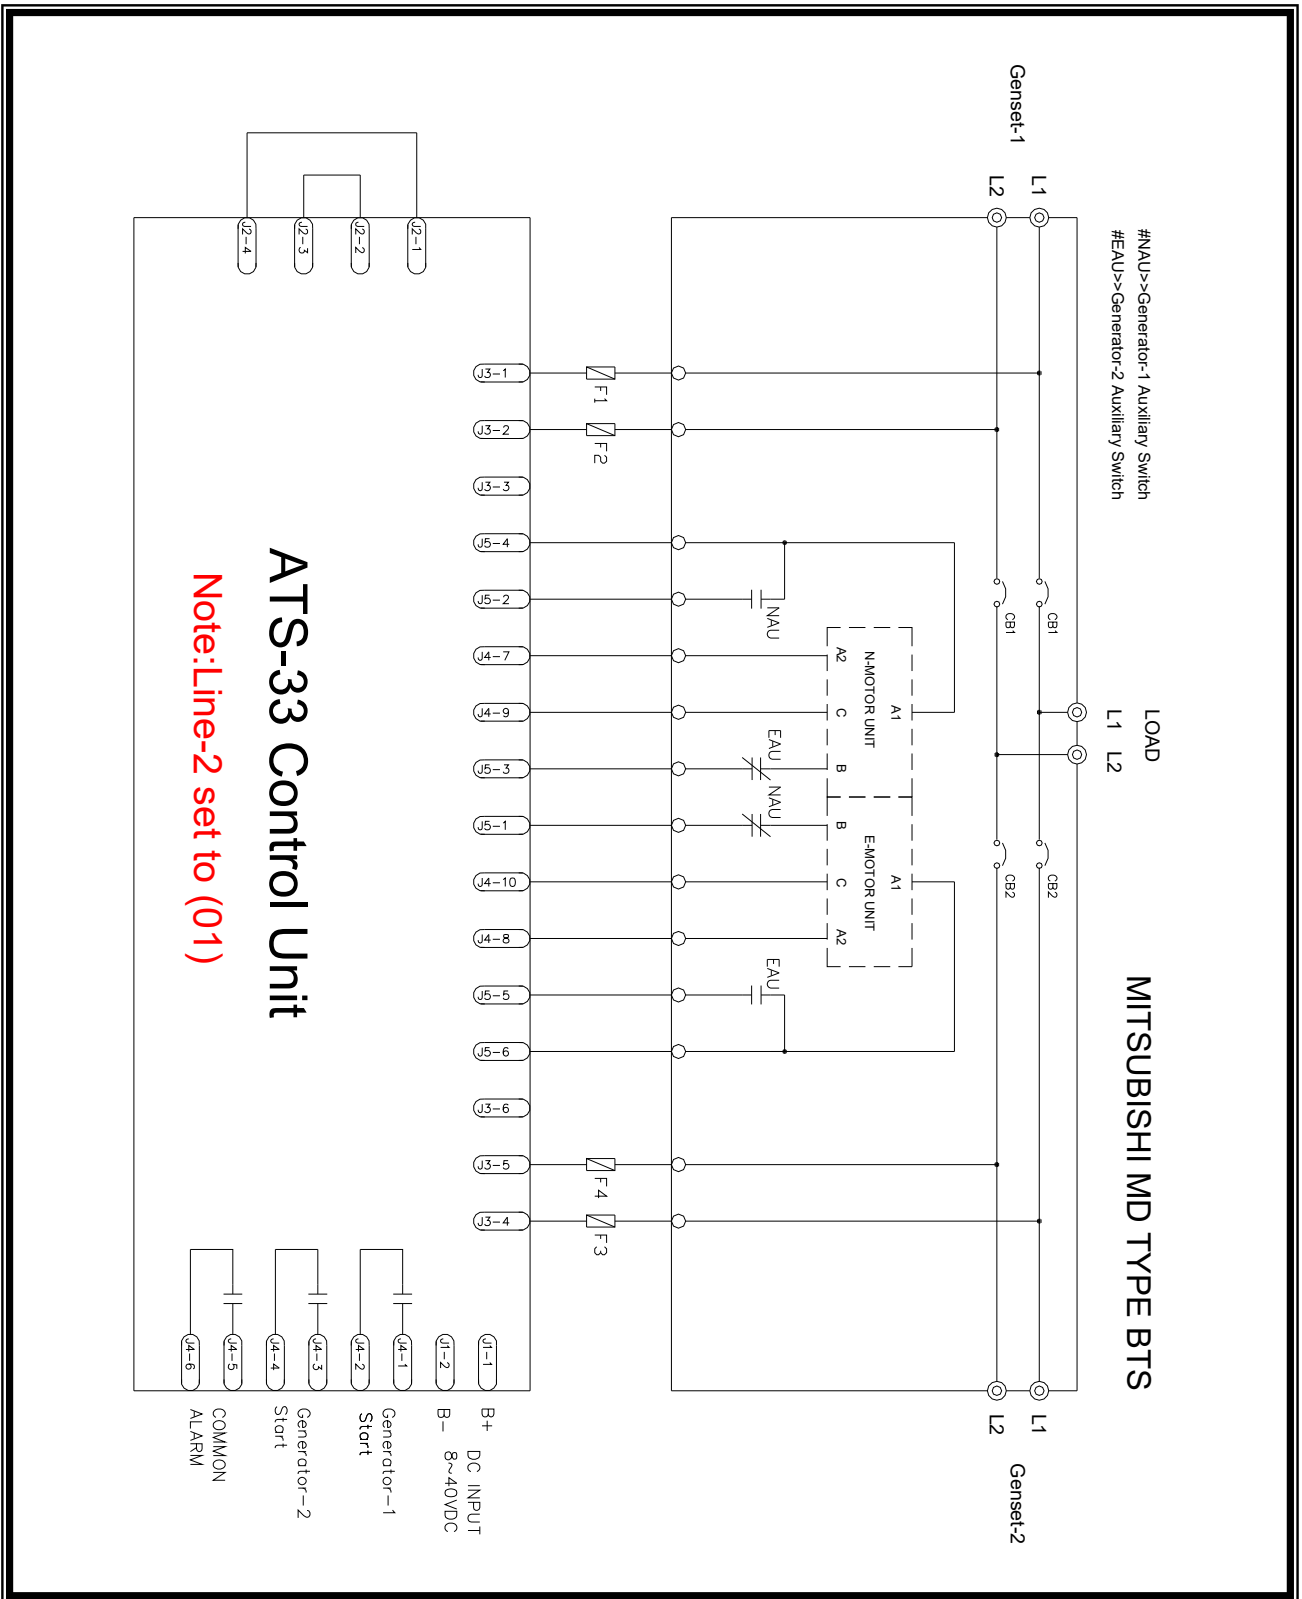 MITSUBISHI MD TYPE BTS
#NAU>>Generator-1 Auxiliary Switch
#EAU>>Generator-2 Auxiliary Switch
LOAD
L1 L2
Genset-1
L1
L2
CB1
CB1
CB2
CB2
L1
L2
Genset-2
A1
N-MOTOR UNIT
A2 C B
A1
E-MOTOR UNIT
B C A2
NAU
EAU
NAU
EAU
F1
F2
F4
F3
J3-1
J3-2
J3-3
J5-4
J5-2
J4-7
J4-9
J5-3
J5-1
J4-10
J4-8
J5-5
J5-6
J3-6
J3-5
J3-4
J2-1
J2-2
J2-3
J2-4
ATS-33 Control Unit
Note:Line-2 set to (01)
J1-1
B+
J1-2
B-
DC INPUT
8~40VDC
J4-1
J4-2
Generator-1
Start
J4-3
J4-4
Generator-2
Start
J4-5
J4-6
COMMON
ALARM